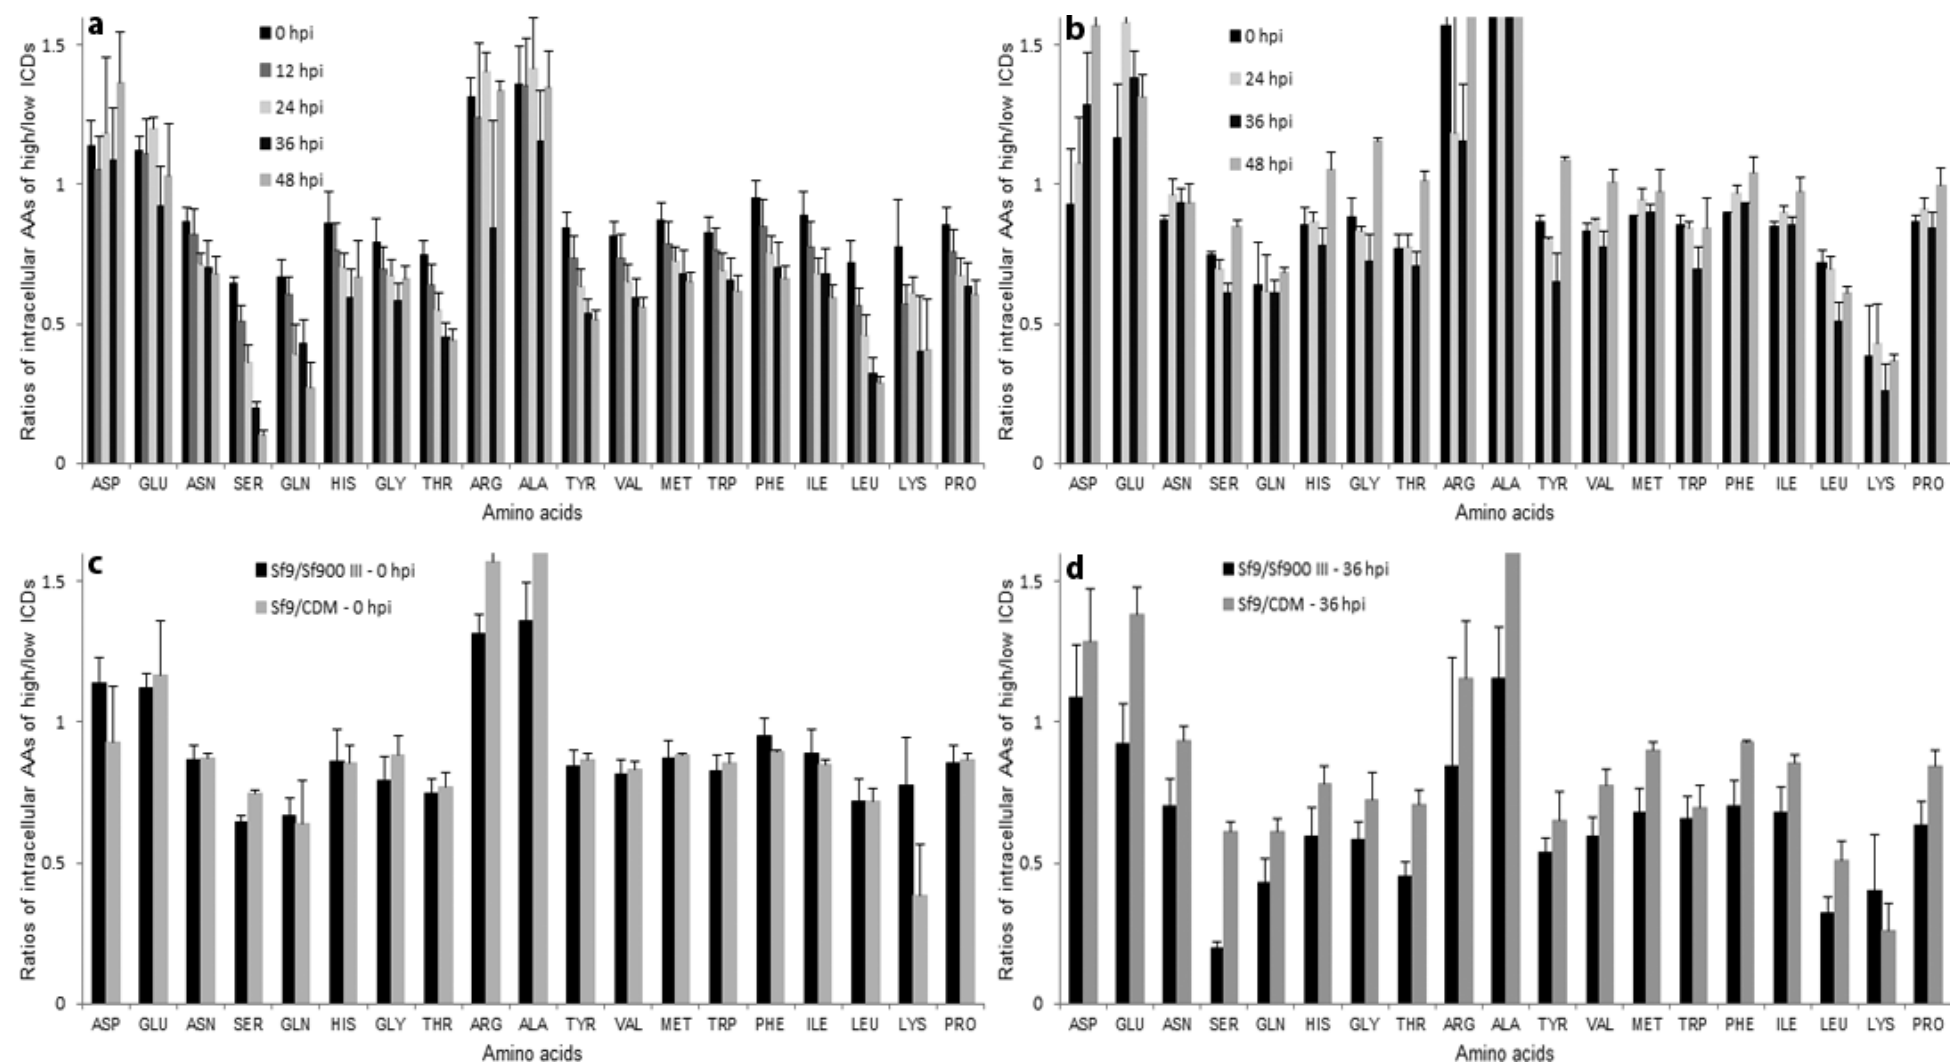 a
Ratios of intracellular AAs of high/low ICDs
1.5
1
0.5
0
0 hpi
12 hpi
24 hpi
36 hpi
48 hpi
ASP GLU ASN SER GLN HIS GLY THR ARG ALA TYR VAL MET TRP PHE ILE LEU LYS PRO
Amino acids
b
Ratios of intracellular AAs of high/low ICDs
1.5
1
0.5
0
0 hpi
24 hpi
36 hpi
48 hpi
ASP GLU ASN SER GLN HIS GLY THR ARG ALA TYR VAL MET TRP PHE ILE LEU LYS PRO
Amino acids
c
Ratios of intracellular AAs of high/low ICDs
1.5
1
0.5
0
Sf9/Sf900 III - 0 hpi
Sf9/CDM - 0 hpi
ASP GLU ASN SER GLN HIS GLY THR ARG ALA TYR VAL MET TRP PHE ILE LEU LYS PRO
Amino acids
d
Ratios of intracellular AAs of high/low ICDs
1.5
1
0.5
0
Sf9/Sf900 III - 36 hpi
Sf9/CDM - 36 hpi
ASP GLU ASN SER GLN HIS GLY THR ARG ALA TYR VAL MET TRP PHE ILE LEU LYS PRO
Amino acids